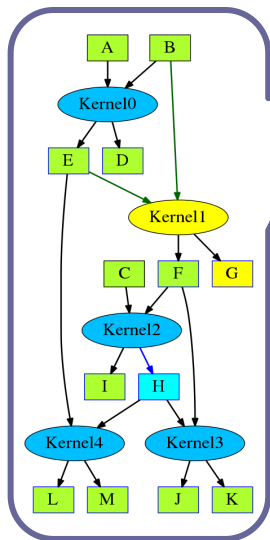 A B
Kernel0
E D
Kernel1
C F G
Kernel2
I H
Kernel4 Kernel3
L M J K